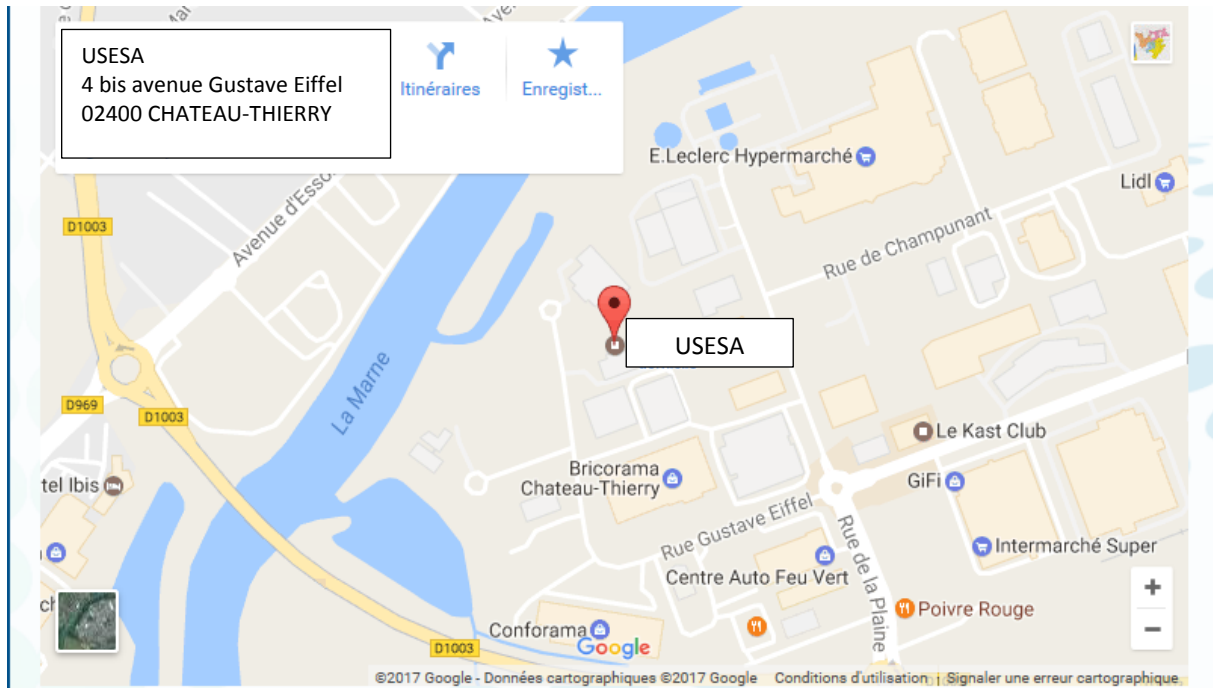 USESA
4 bis avenue Gustave Eiffel
02400 CHATEAU-THIERRY
Itinéraires
Enregist...
E.Leclerc Hypermarché
Lidl
D1003
Avenue d'Esso
Rue de Champunant
USESA
La Marne
D969
D1003
Le Kast Club
tel Ibis
Bricorama
Chateau-Thierry
GiFi
Rue Gustave Eiffel
Rue de la Plaine
Intermarché Super
Centre Auto Feu Vert
Poivre Rouge
+
−
Conforama
D1003
Google
©2017 Google - Données cartographiques ©2017 Google Conditions d'utilisation Signaler une erreur cartographique